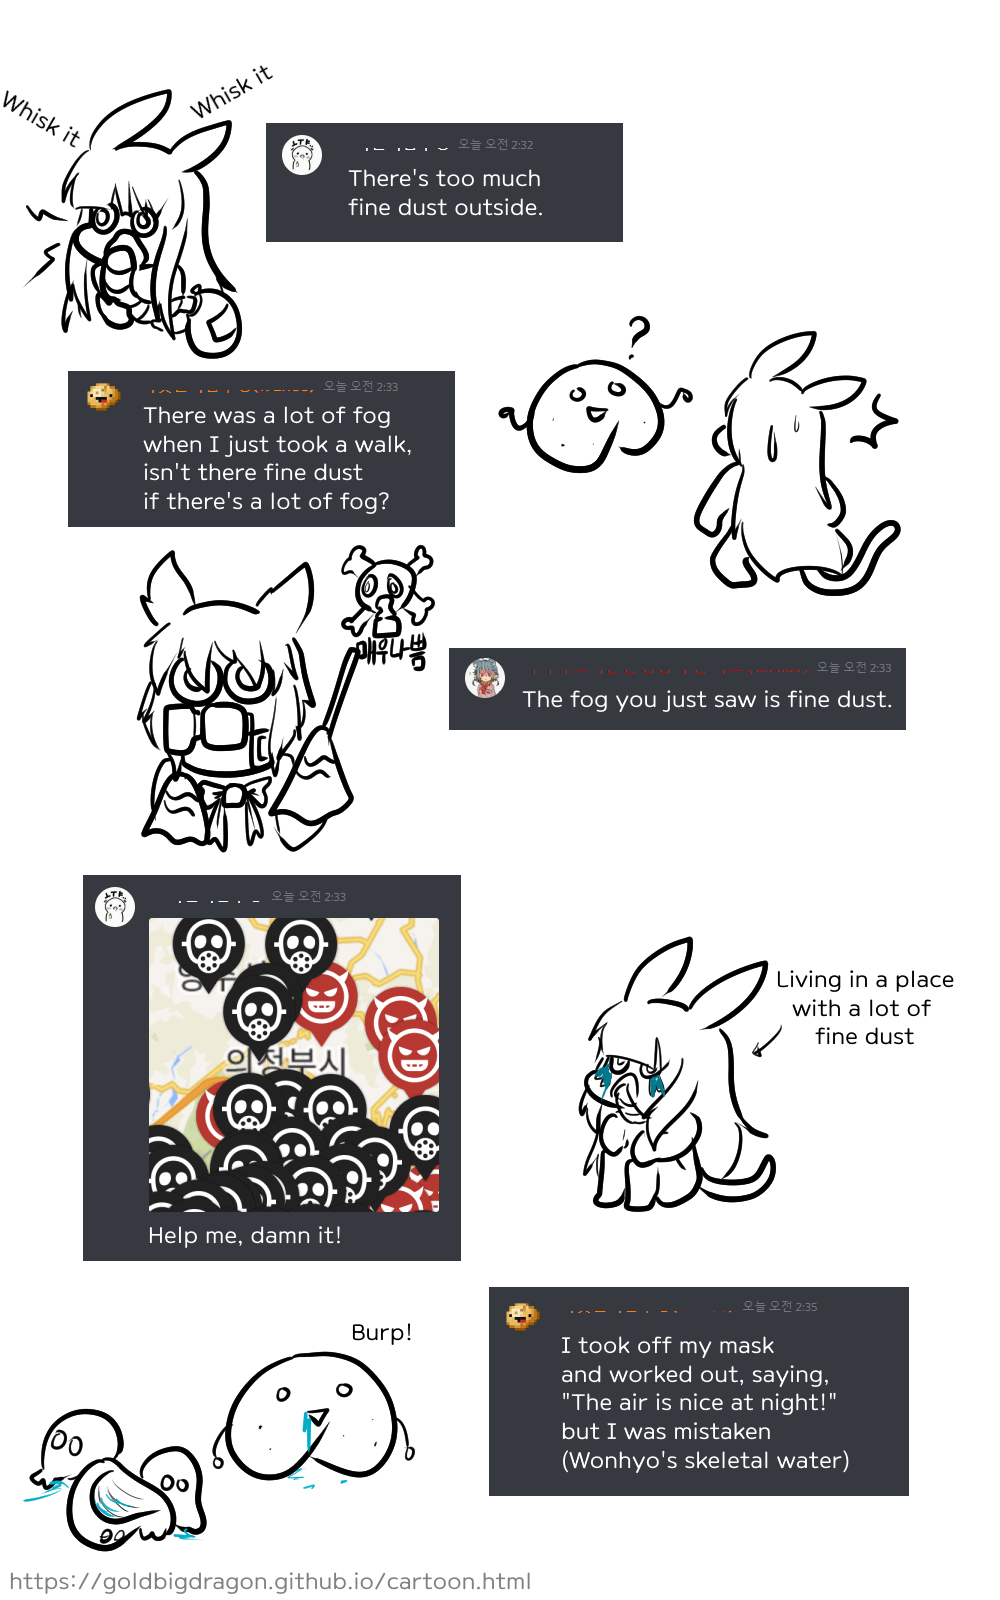 Whisk it
Whisk it
오늘 오전 2:32
There's too much
fine dust outside.
?
오늘 오전 2:33
There was a lot of fog
when I just took a walk,
isn't there fine dust
if there's a lot of fog?
매우나쁨
오늘 오전 2:33
The fog you just saw is fine dust.
오늘 오전 2:33
의정부시
Help me, damn it!
Living in a place
with a lot of
fine dust
Burp!
오늘 오전 2:35
I took off my mask
and worked out, saying,
"The air is nice at night!"
but I was mistaken
(Wonhyo's skeletal water)
https://goldbigdragon.github.io/cartoon.html